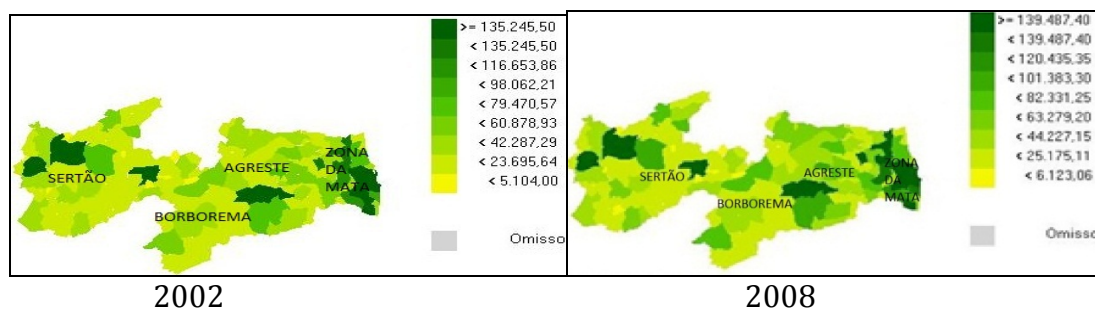 >= 135.245,50
< 135.245,50
< 116.653,86
< 98.062,21
< 79.470,57
< 60.878,93
< 42.287,29
< 23.695,64
< 5.104,00
Omisso
AGRESTE
ZONA
DA
MATA
SERTÃO
BORBOREMA
2002
>= 139.487,40
< 139.487,40
< 120.435,35
< 101.383,30
< 82.331,25
< 63.279,20
< 44.227,15
< 25.175,11
< 6.123,06
Omisso
ZONA
DA
MATA
AGRESTE
SERTÃO
BORBOREMA
2008